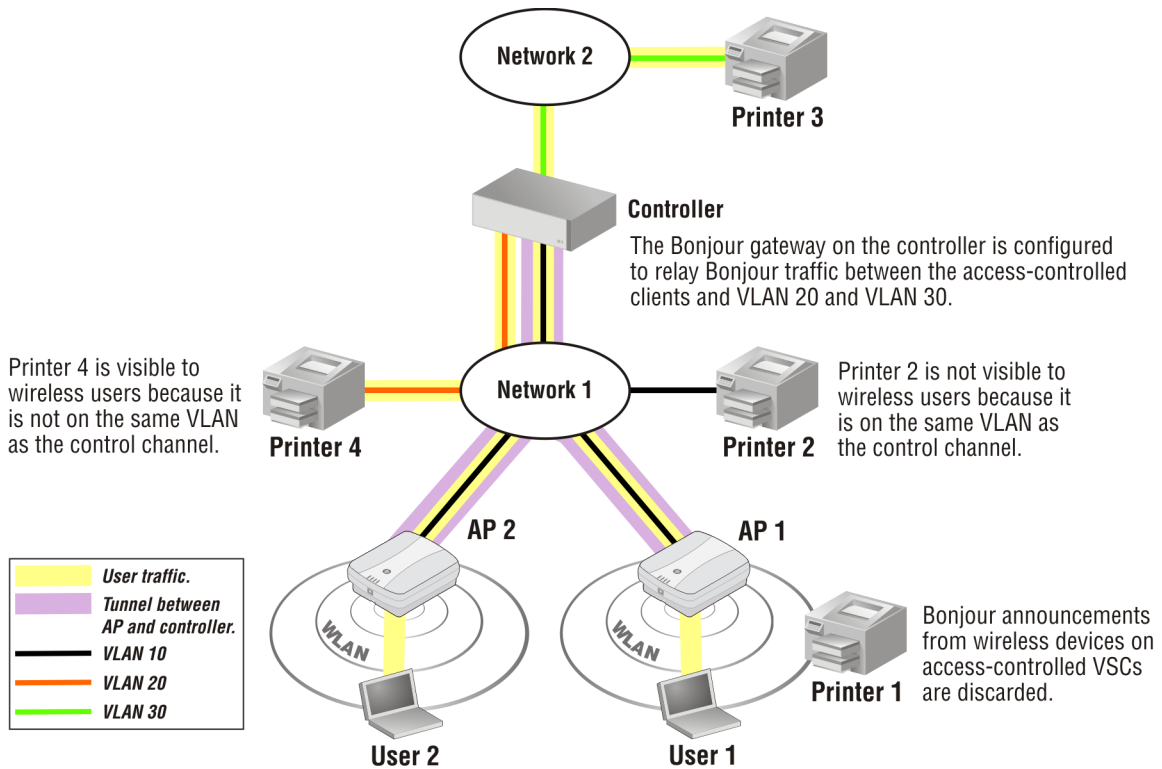 Network 2
Printer 3
Controller
The Bonjour gateway on the controller is configured
to relay Bonjour traffic between the access-controlled
clients and VLAN 20 and VLAN 30.
Printer 4 is visible to
wireless users because it
is not on the same VLAN
as the control channel.
Printer 4
Network 1
Printer 2
Printer 2 is not visible to
wireless users because it
is on the same VLAN as
the control channel.
AP 2
AP 1
WLAN
WLAN
User traffic.
Tunnel between
AP and controller.
VLAN 10
VLAN 20
VLAN 30
User 2
User 1
Printer 1
Bonjour announcements
from wireless devices on
access-controlled VSCs
are discarded.